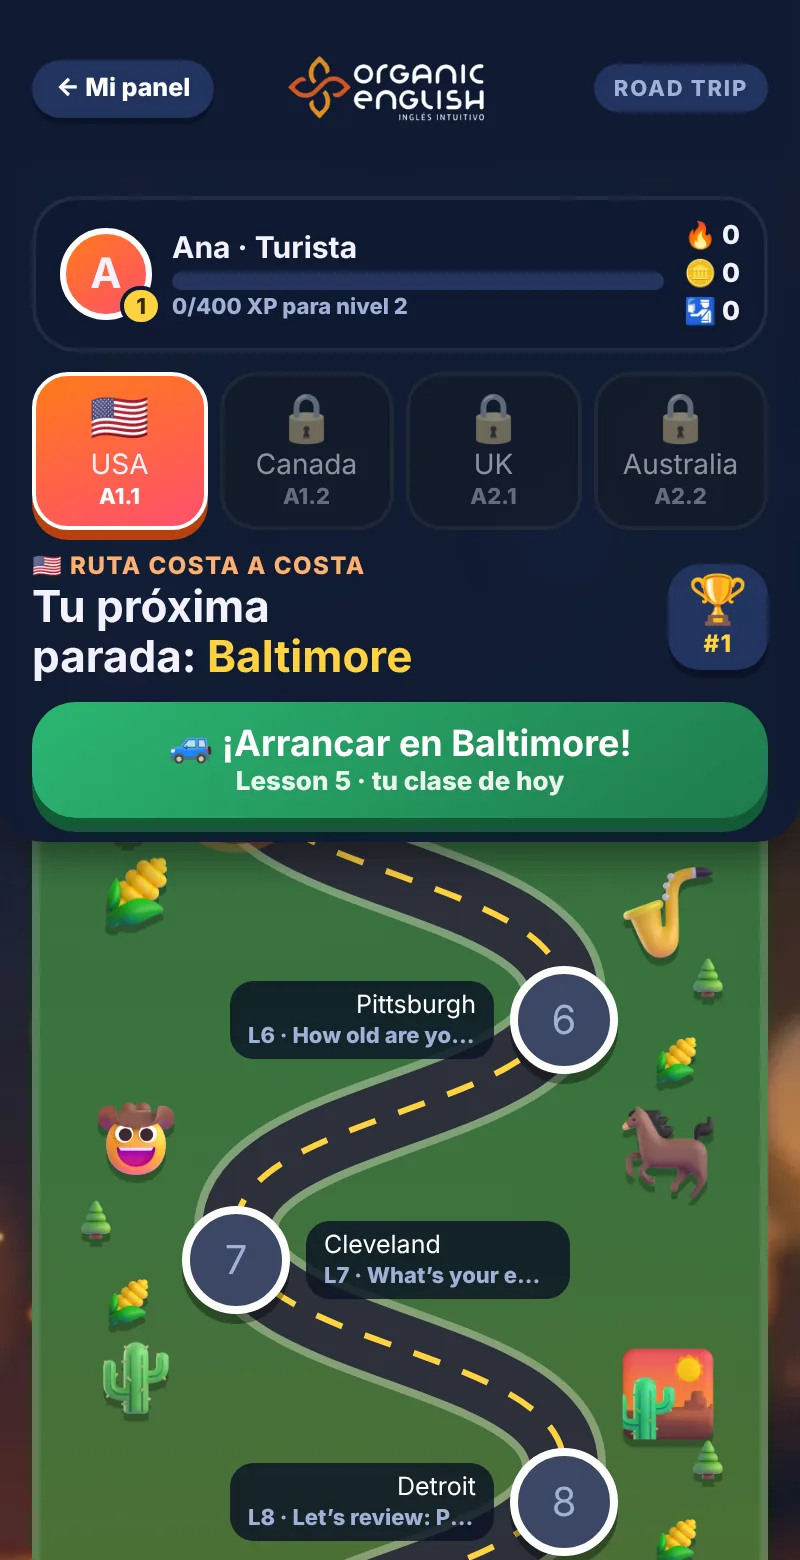 ← Mi panel
ORGANIC
ENGLISH
INGLÉS INTUITIVO
ROAD TRIP
A
1
Ana · Turista
0/400 XP para nivel 2
0
0
0
USA
A1.1
Canada
A1.2
UK
A2.1
Australia
A2.2
RUTA COSTA A COSTA
Tu próxima
parada: Baltimore
#1
¡Arrancar en Baltimore!
Lesson 5 · tu clase de hoy
Pittsburgh
L6 · How old are yo...
6
7
Cleveland
L7 · What’s your e...
Detroit
L8 · Let’s review: P...
8